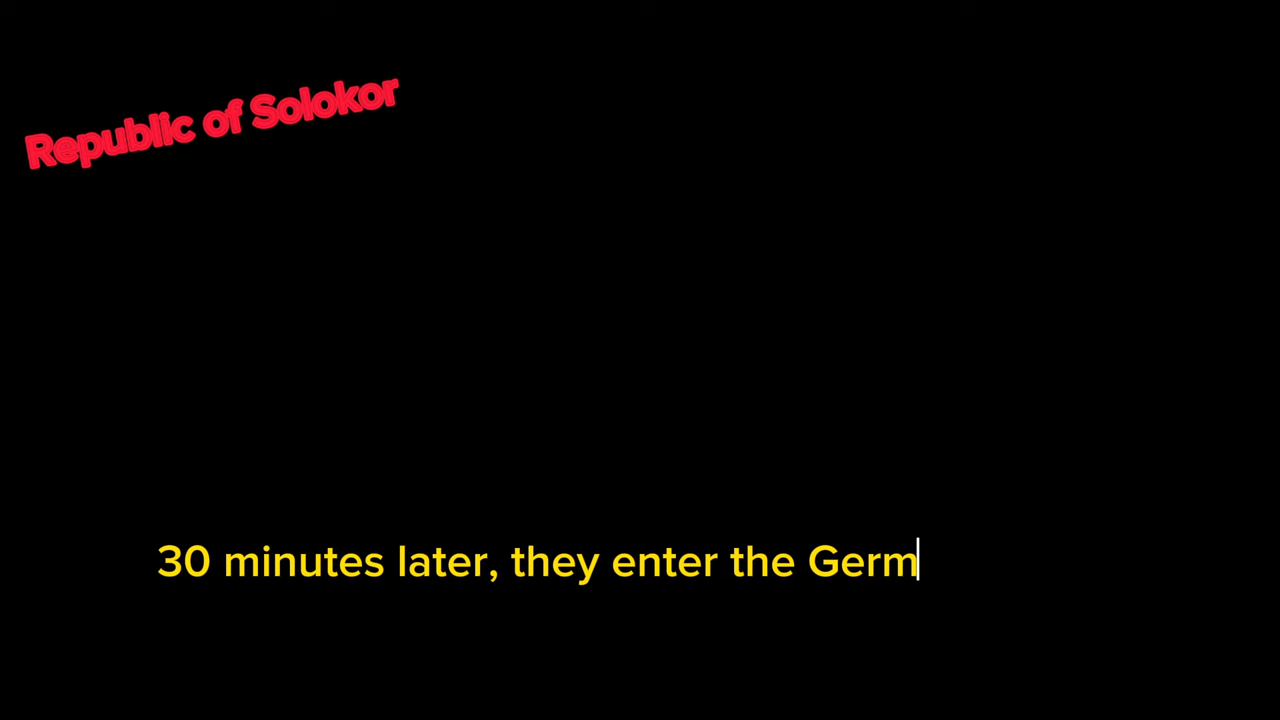 Republic of Solokor
30 minutes later, they enter the Germ